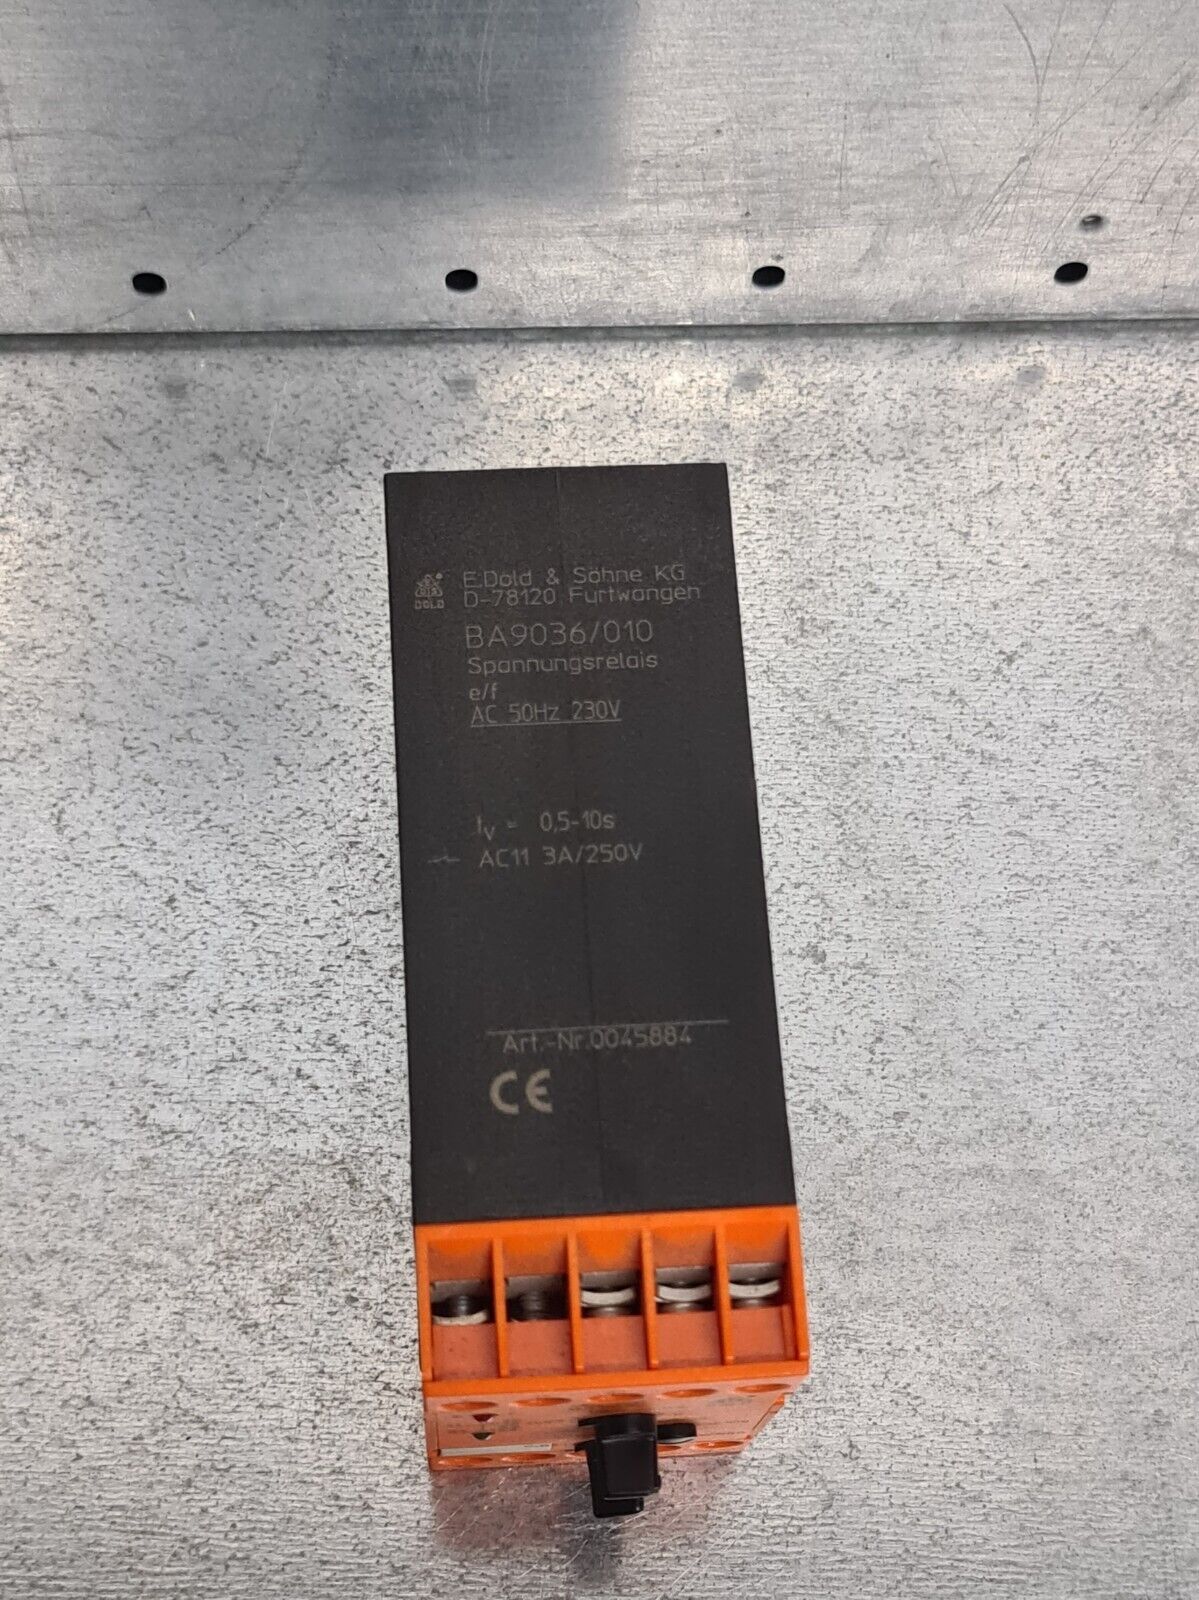 E.Dold & Söhne KG
DOLD D-78120 Furtwangen
BA9036/010
Spannungsrelais
e/f
AC 50Hz 230V
tv - 0,5-10s
AC11 3A/250V
Art.-Nr.0045884
CE